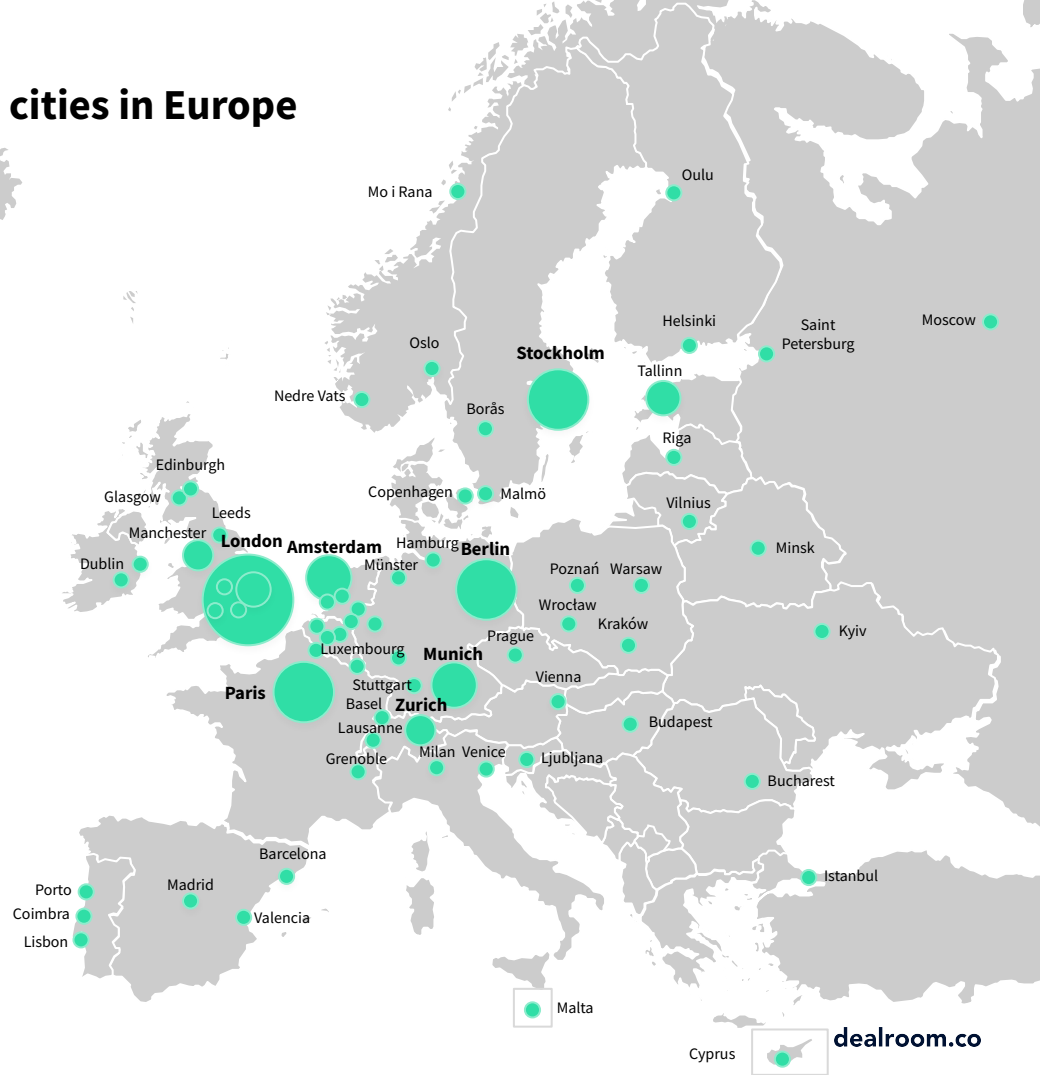 cities in Europe
Oulu
Mo i Rana
Moscow
Helsinki
Saint
Petersburg
Oslo
Stockholm
Tallinn
Nedre Vats
Borås
Riga
Edinburgh
Glasgow
Copenhagen
Malmö
Vilnius
Leeds
Manchester
London
Amsterdam
Hamburg
Berlin
Minsk
Dublin
Münster
Poznań
Warsaw
Wrocław
Kraków
Kyiv
Prague
Luxembourg
Munich
Vienna
Stuttgart
Paris
Basel
Zurich
Budapest
Lausanne
Grenoble
Milan
Venice
Ljubljana
Bucharest
Barcelona
Istanbul
Porto
Madrid
Coimbra
Valencia
Lisbon
Malta
Cyprus
dealroom.co